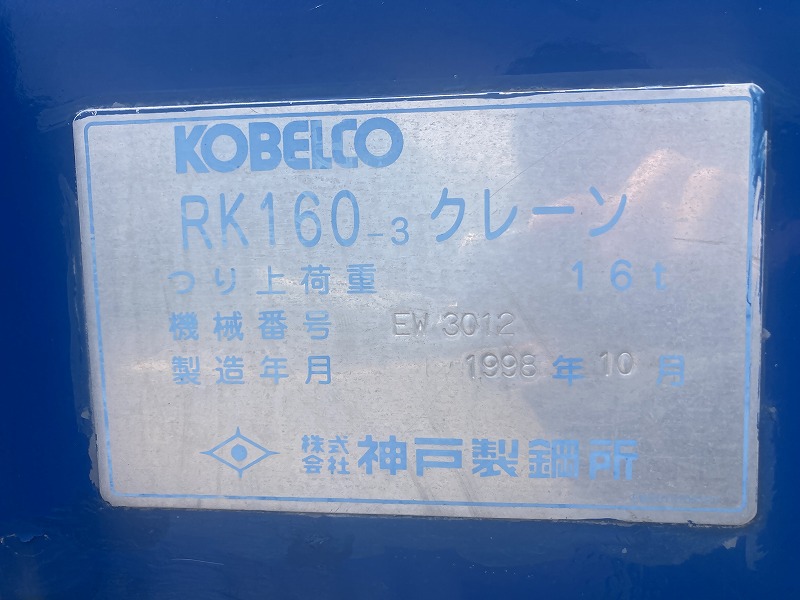 KOBELCO
RK160-3 クレーン
つり上荷重 16t
機械番号 EW 3012
製造年月 1998年10月
株式会社 神戸製鋼所